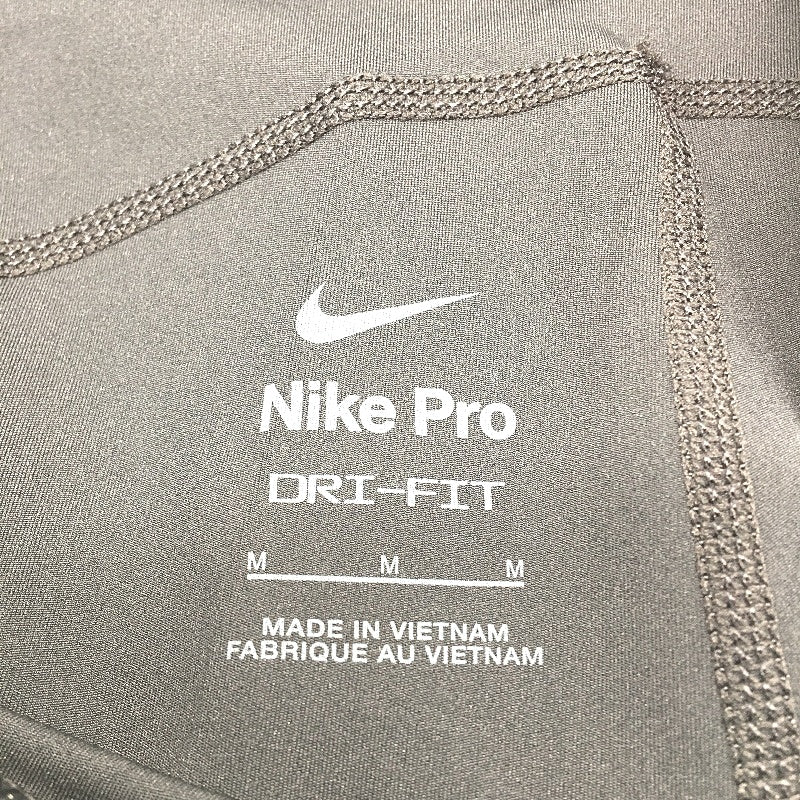 Nike Pro
DRI-FIT
M M M
MADE IN VIETNAM
FABRIQUE AU VIETNAM